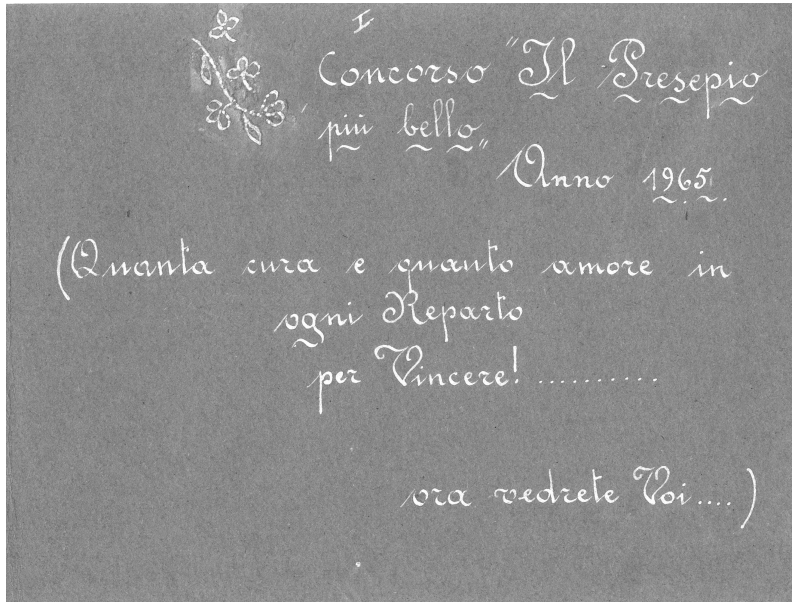 I
Concorso "Il Presepio
più bello„
Anno 1965.
(Quanta cura e quanto amore in
ogni Reparto
per Vincere! ...........
ora vedrete Voi....)